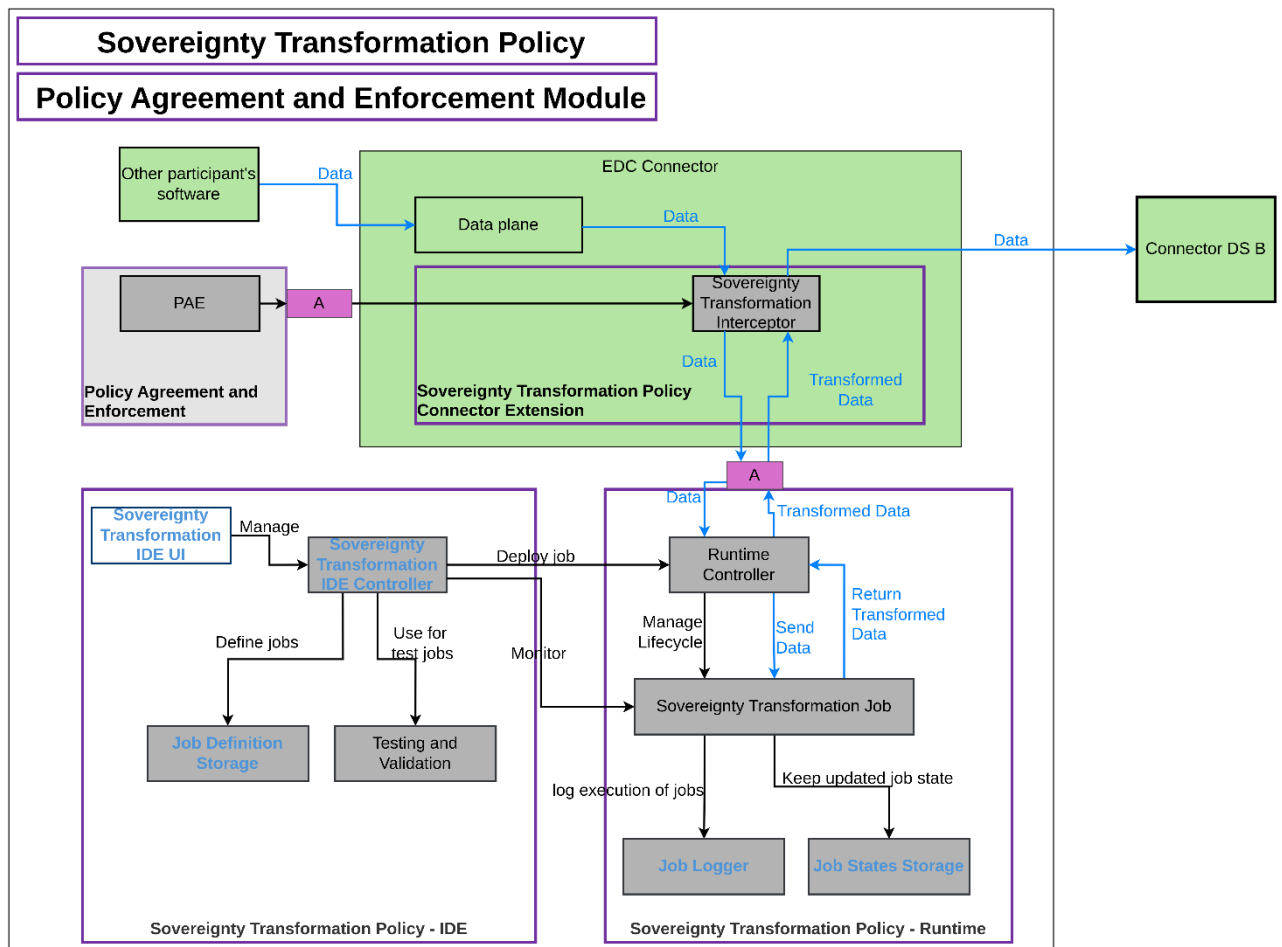 Sovereignty Transformation Policy
Policy Agreement and Enforcement Module
EDC Connector
Other participant's
software
Data
Data plane
Data
Data
Connector DS B
PAE
A
Sovereignty
Transformation
Interceptor
Data
Transformed
Data
Policy Agreement and
Enforcement
Sovereignty Transformation Policy
Connector Extension
A
Data
Transformed Data
Sovereignty
Transformation
IDE UI
Manage
Sovereignty
Transformation
IDE Controller
Deploy job
Runtime
Controller
Define jobs
Use for
test jobs
Monitor
Manage
Lifecycle
Send
Data
Return
Transformed
Data
Sovereignty Transformation Job
Job Definition
Storage
Testing and
Validation
log execution of jobs
Keep updated job state
Job Logger
Job States Storage
Sovereignty Transformation Policy - IDE
Sovereignty Transformation Policy - Runtime